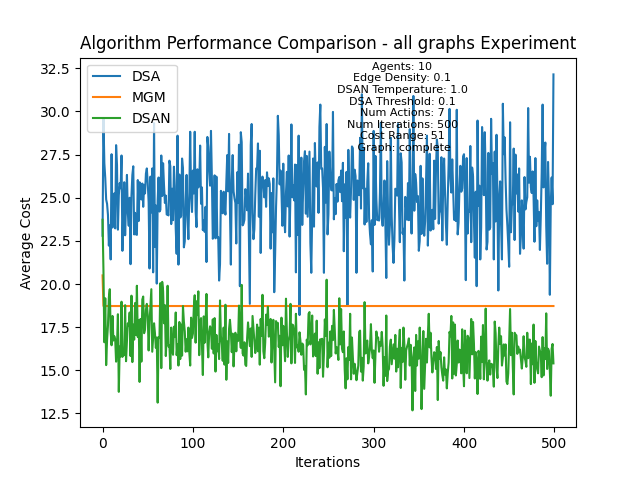 Algorithm Performance Comparison - all graphs Experiment
DSA
MGM
DSAN
Agents: 10
Edge Density: 0.1
DSAN Temperature: 1.0
DSA Threshold: 0.1
Num Actions: 7
Num Iterations: 500
Cost Range: 51
Graph: complete
Average Cost
32.5
30.0
27.5
25.0
22.5
20.0
17.5
15.0
12.5
0
100
200
300
400
500
Iterations